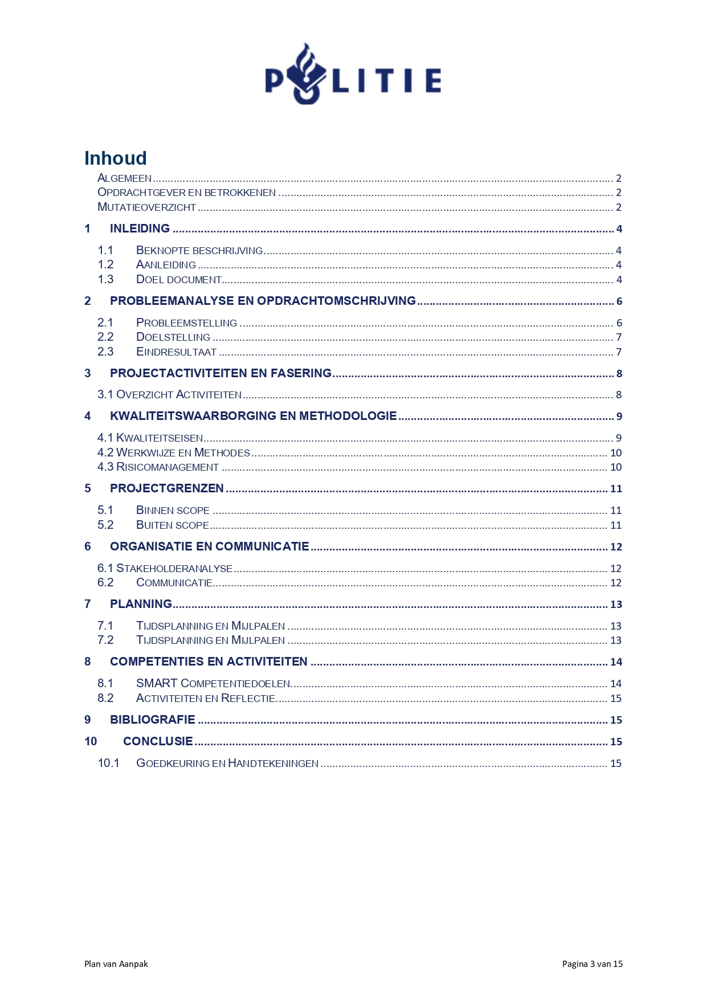 POLITIE
Inhoud
ALGEMEEN ........ 2
OPDRACHTGEVER EN BETROKKENEN ........ 2
MUTATIEOVERZICHT ........ 2
1 INLEIDING ........ 4
1.1 BEKNOPTE BESCHRIJVING ........ 4
1.2 AANLEIDING ........ 4
1.3 DOEL DOCUMENT ........ 4
2 PROBLEEMANALYSE EN OPDRACHTOMSCHRIJVING ........ 6
2.1 PROBLEEMSTELLING ........ 6
2.2 DOELSTELLING ........ 7
2.3 EINDRESULTAAT ........ 7
3 PROJECTACTIVITEITEN EN FASERING ........ 8
3.1 OVERZICHT ACTIVITEITEN ........ 8
4 KWALITEITSWAARBORGING EN METHODOLOGIE ........ 9
4.1 KWALITEITSEISEN ........ 9
4.2 WERKWIJZE EN METHODES ........ 10
4.3 RISICOMANAGEMENT ........ 10
5 PROJECTGRENZEN ........ 11
5.1 BINNEN SCOPE ........ 11
5.2 BUITEN SCOPE ........ 11
6 ORGANISATIE EN COMMUNICATIE ........ 12
6.1 STAKEHOLDERANALYSE ........ 12
6.2 COMMUNICATIE ........ 12
7 PLANNING ........ 13
7.1 TIJDSPLANNING EN MIJLPALEN ........ 13
7.2 TIJDSPLANNING EN MIJLPALEN ........ 13
8 COMPETENTIES EN ACTIVITEITEN ........ 14
8.1 SMART COMPETENTIEDOELEN ........ 14
8.2 ACTIVITEITEN EN REFLECTIE ........ 15
9 BIBLIOGRAFIE ........ 15
10 CONCLUSIE ........ 15
10.1 GOEDKEURING EN HANDTEKENINGEN ........ 15
Plan van Aanpak Pagina 3 van 15